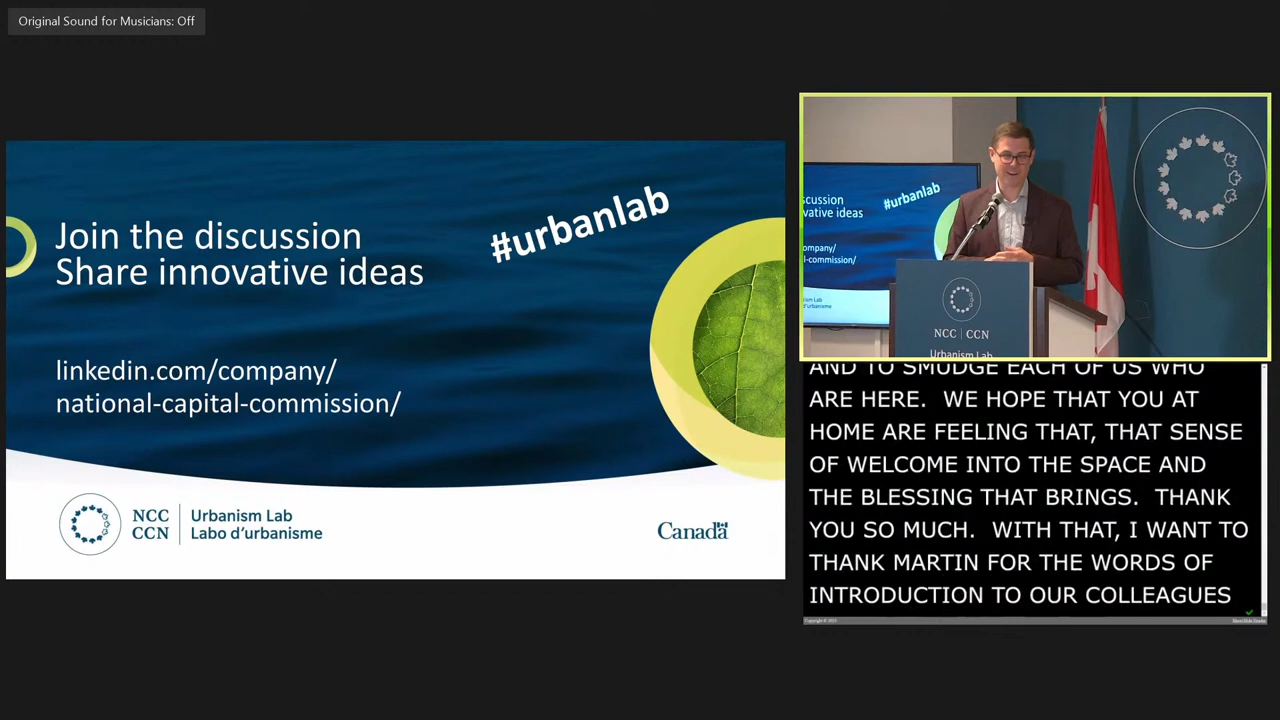 Original Sound for Musicians: Off
Join the discussion
Share innovative ideas
#urbanlab
linkedin.com/company/
national-capital-commission/
NCC
CCN
Urbanism Lab
Labo d'urbanisme
Canada
#urbanlab
vative ideas
ompany/
l-commission/
NCC | CCN
Urbanism Lab
AND TO SMUDGE EACH OF US WHO
ARE HERE. WE HOPE THAT YOU AT
HOME ARE FEELING THAT, THAT SENSE
OF WELCOME INTO THE SPACE AND
THE BLESSING THAT BRINGS. THANK
YOU SO MUCH. WITH THAT, I WANT TO
THANK MARTIN FOR THE WORDS OF
INTRODUCTION TO OUR COLLEAGUES